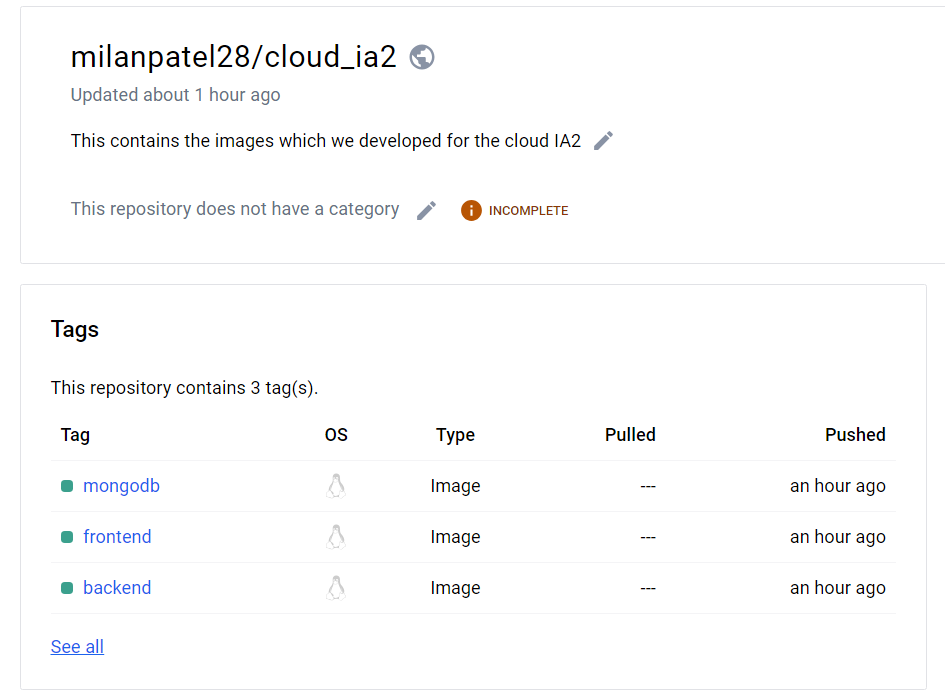 milanpatel28/cloud_ia2
Updated about 1 hour ago
This contains the images which we developed for the cloud IA2
This repository does not have a category INCOMPLETE
Tags
This repository contains 3 tag(s).
Tag OS Type Pulled Pushed
mongodb Image --- an hour ago
frontend Image --- an hour ago
backend Image --- an hour ago
See all